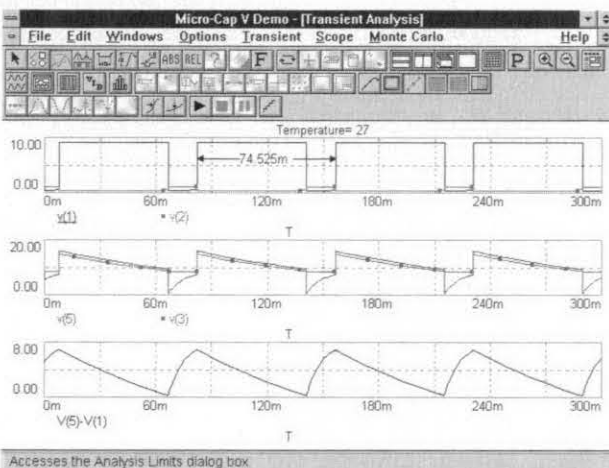 Micro-Cap V Demo - [Transient Analysis]
File Edit Windows Options Transient Scope Monte Carlo Help
ABS REL ? F P
Temperature= 27
10.00
74.525m
0.00
0m 60m 120m 180m 240m 300m
v(1) v(2)
T
20.00
0.00
0m 60m 120m 180m 240m 300m
v(5) v(3)
T
8.00
0.00
0m 60m 120m 180m 240m 300m
V(5)-V(1)
T
Accesses the Analysis Limits dialog box